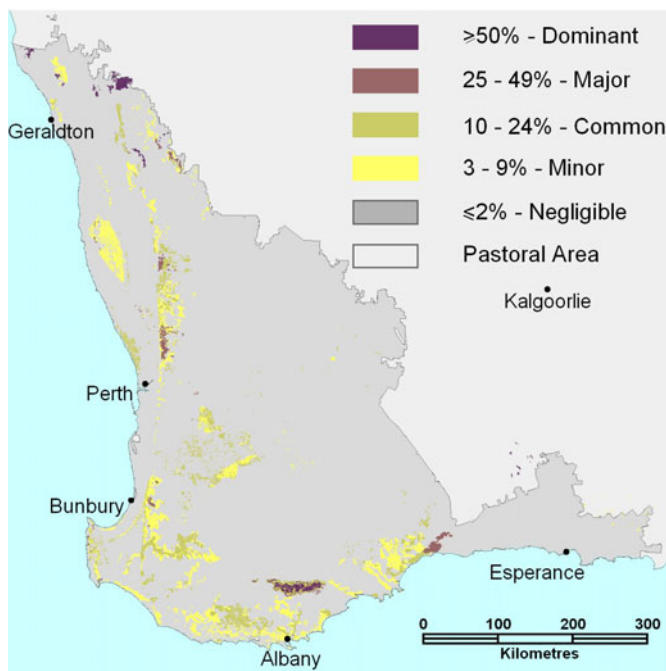 ≥50% - Dominant
25 - 49% - Major
10 - 24% - Common
3 - 9% - Minor
≤2% - Negligible
Pastoral Area
Geraldton
Kalgoorlie
Perth
Bunbury
Esperance
Albany
0 100 200 300
Kilometres